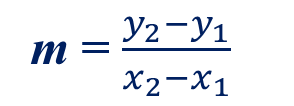 m = y₂−y₁ / x₂−x₁